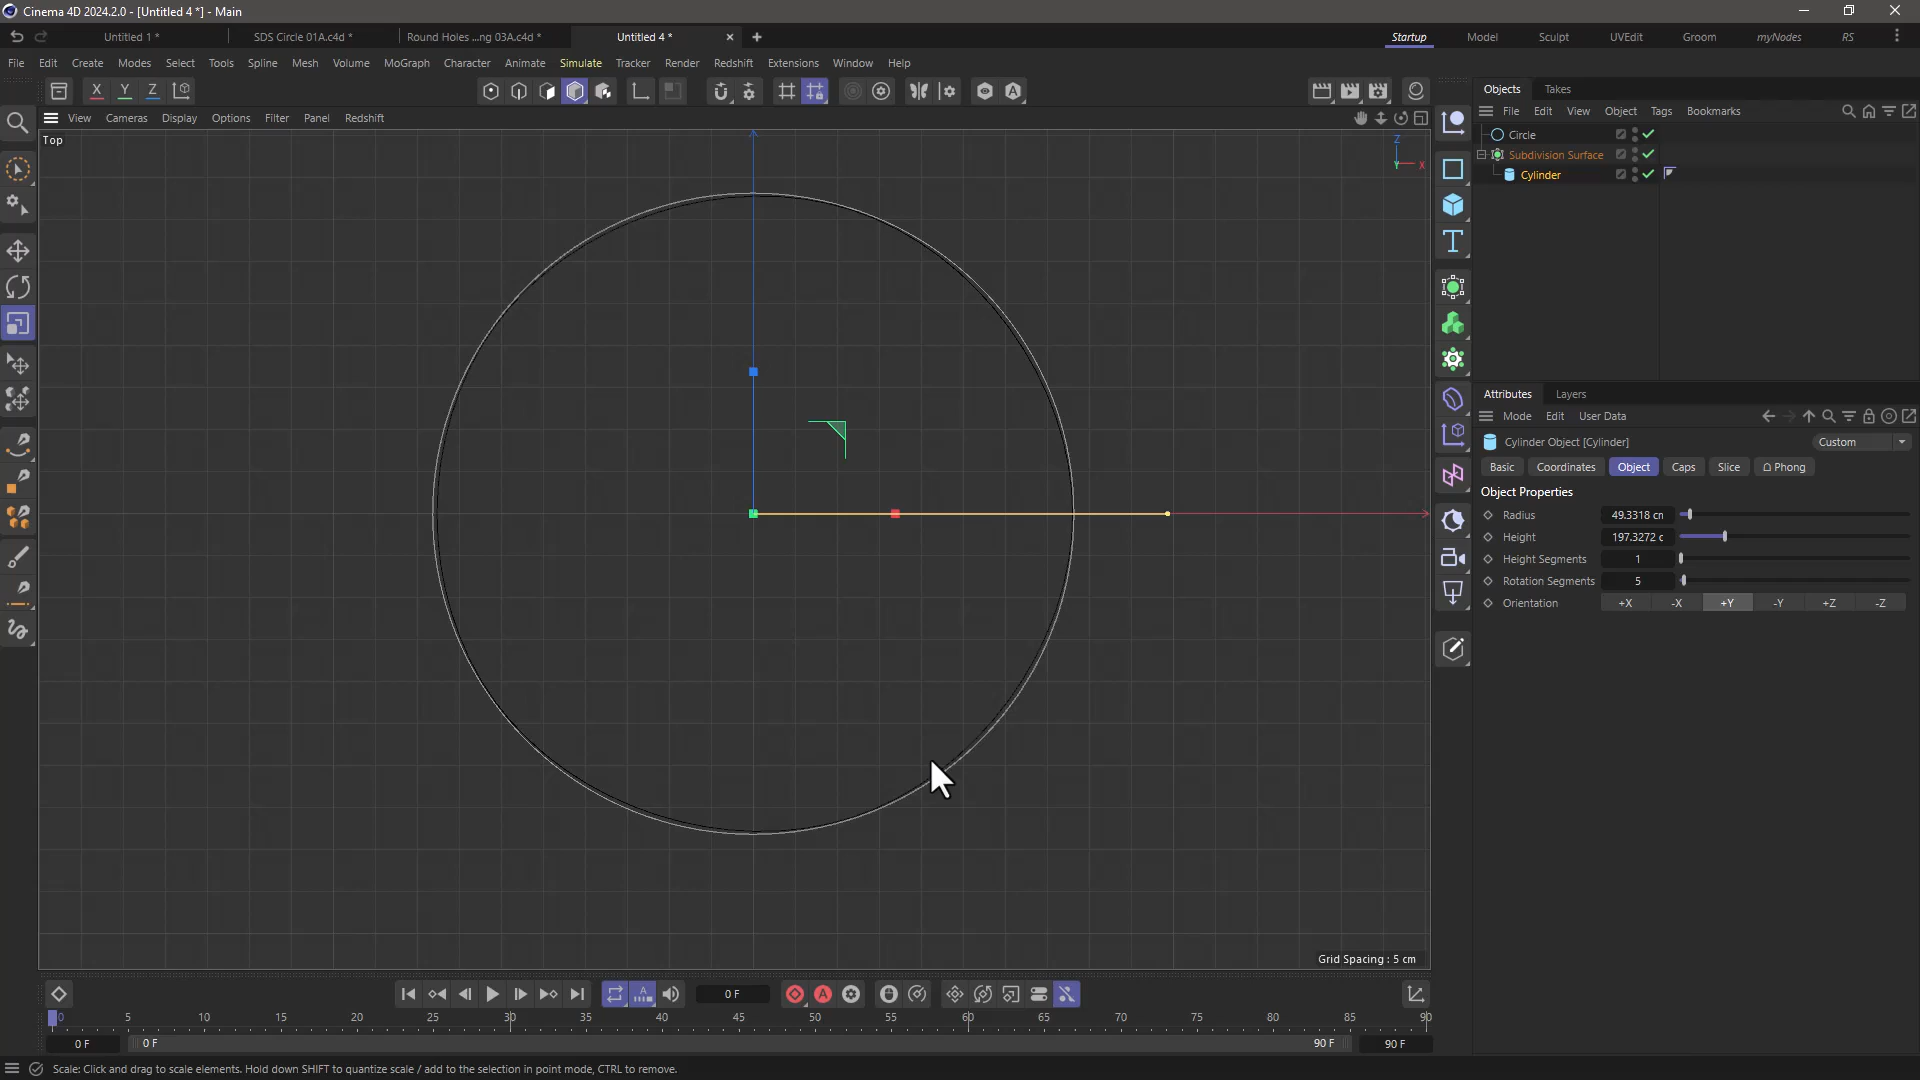 Cinema 4D 2024.2.0 - [Untitled 4 *] - Main
Untitled 1 *
SDS Circle 01A.c4d *
Round Holes ...ng 03A.c4d *
Untitled 4 *
Startup
Model
Sculpt
UVEdit
Groom
myNodes
RS
File Edit Create Modes Select Tools Spline Mesh Volume MoGraph Character Animate Simulate Tracker Render Redshift Extensions Window Help
X Y Z
Objects Takes
View Cameras Display Options Filter Panel Redshift
File Edit View Object Tags Bookmarks
Top
Z
Y X
Circle
Subdivision Surface
Cylinder
Attributes Layers
Mode Edit User Data
Cylinder Object [Cylinder]
Custom
Basic Coordinates Object Caps Slice Phong
Object Properties
Radius 49.3318 cm
Height 197.3272 c
Height Segments 1
Rotation Segments 5
Orientation +X -X +Y -Y +Z -Z
Grid Spacing : 5 cm
0 F
0 5 10 15 20 25 30 35 40 45 50 55 60 65 70 75 80 85 90
0 F 0 F 90 F 90 F
Scale: Click and drag to scale elements. Hold down SHIFT to quantize scale / add to the selection in point mode, CTRL to remove.